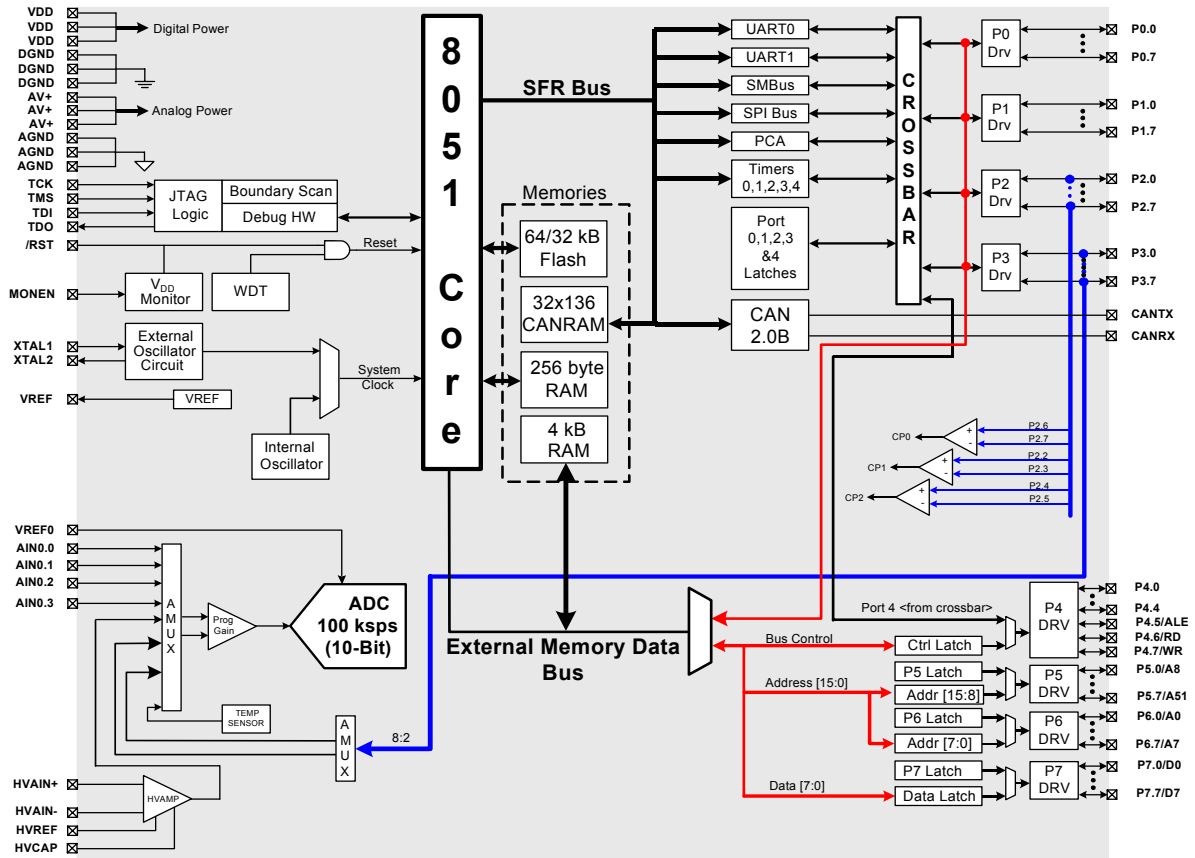 VDD
VDD
VDD
DGND
DGND
DGND
AV+
AV+
AV+
AGND
AGND
AGND
Digital Power
Analog Power
TCK
TMS
TDI
TDO
/RST
MONEN
XTAL1
XTAL2
VREF
JTAG
Logic
Boundary Scan
Debug HW
Reset
VDD
Monitor
WDT
External
Oscillator
Circuit
VREF
System
Clock
Internal
Oscillator
8
0
5
1
C
o
r
e
SFR Bus
Memories
64/32 kB
Flash
32x136
CANRAM
256 byte
RAM
4 kB
RAM
UART0
UART1
SMBus
SPI Bus
PCA
Timers
0,1,2,3,4
Port
0,1,2,3
&4
Latches
CAN
2.0B
C
R
O
S
S
B
A
R
P0
Drv
P1
Drv
P2
Drv
P3
Drv
P0.0
P0.7
P1.0
P1.7
P2.0
P2.7
P3.0
P3.7
CANTX
CANRX
CP0
+
-
P2.6
P2.7
CP1
+
-
P2.2
P2.3
CP2
+
-
P2.4
P2.5
VREF0
AIN0.0
AIN0.1
AIN0.2
AIN0.3
A
M
U
X
Prog
Gain
ADC
100 ksps
(10-Bit)
TEMP
SENSOR
A
M
U
X
8:2
HVAIN+
HVAIN-
HVREF
HVCAP
HVAMP
External Memory Data
Bus
Port 4 <from crossbar>
Bus Control
Address [15:0]
Data [7:0]
Ctrl Latch
P5 Latch
Addr [15:8]
P6 Latch
Addr [7:0]
P7 Latch
Data Latch
P4
DRV
P5
DRV
P6
DRV
P7
DRV
P4.0
P4.4
P4.5/ALE
P4.6/RD
P4.7/WR
P5.0/A8
P5.7/A51
P6.0/A0
P6.7/A7
P7.0/D0
P7.7/D7